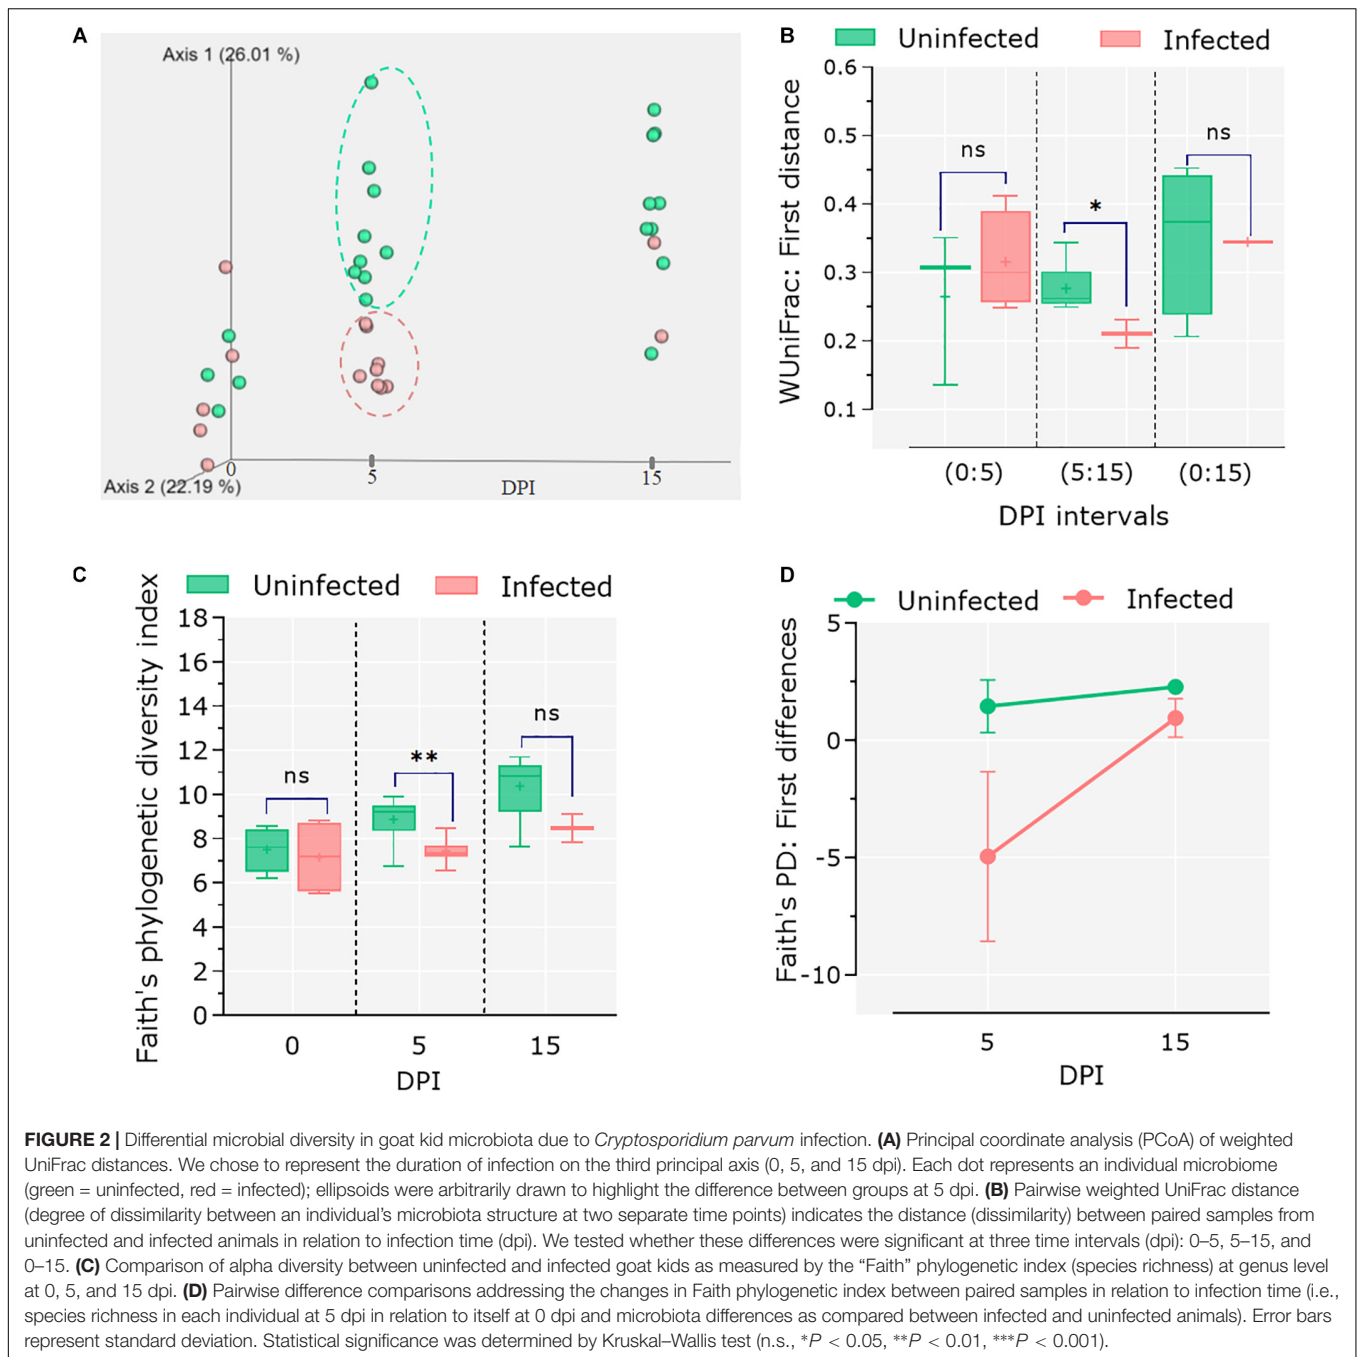 A
Axis 1 (26.01 %)
0
5
15
DPI
Axis 2 (22.19 %)
B
Uninfected
Infected
WUniFrac: First distance
0.6
0.5
0.4
0.3
0.2
0.1
ns
*
ns
(0:5)
(5:15)
(0:15)
DPI intervals
C
Uninfected
Infected
Faith's phylogenetic diversity index
18
16
14
12
10
8
6
4
2
0
ns
**
ns
0
5
15
DPI
D
Uninfected
Infected
Faith's PD: First differences
5
0
-5
-10
5
15
DPI
FIGURE 2 | Differential microbial diversity in goat kid microbiota due to Cryptosporidium parvum infection. (A) Principal coordinate analysis (PCoA) of weighted
UniFrac distances. We chose to represent the duration of infection on the third principal axis (0, 5, and 15 dpi). Each dot represents an individual microbiome
(green = uninfected, red = infected); ellipsoids were arbitrarily drawn to highlight the difference between groups at 5 dpi. (B) Pairwise weighted UniFrac distance
(degree of dissimilarity between an individual's microbiota structure at two separate time points) indicates the distance (dissimilarity) between paired samples from
uninfected and infected animals in relation to infection time (dpi). We tested whether these differences were significant at three time intervals (dpi): 0–5, 5–15, and
0–15. (C) Comparison of alpha diversity between uninfected and infected goat kids as measured by the “Faith” phylogenetic index (species richness) at genus level
at 0, 5, and 15 dpi. (D) Pairwise difference comparisons addressing the changes in Faith phylogenetic index between paired samples in relation to infection time (i.e.,
species richness in each individual at 5 dpi in relation to itself at 0 dpi and microbiota differences as compared between infected and uninfected animals). Error bars
represent standard deviation. Statistical significance was determined by Kruskal–Wallis test (n.s., *P < 0.05, **P < 0.01, ***P < 0.001).